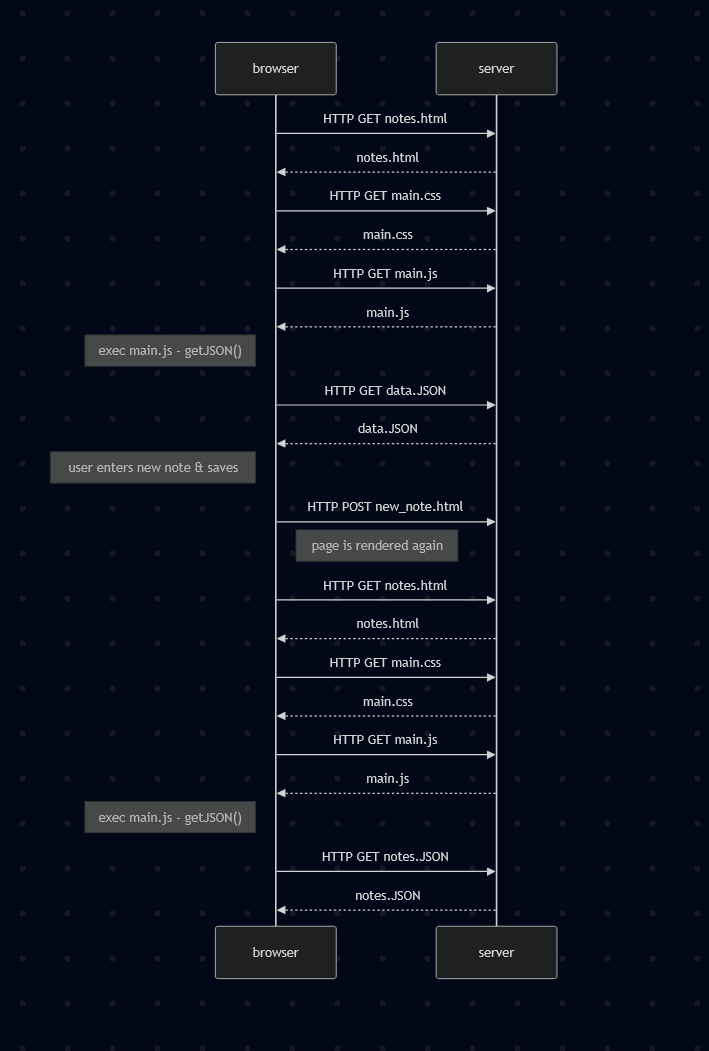 browser
server
HTTP GET notes.html
notes.html
HTTP GET main.css
main.css
HTTP GET main.js
main.js
exec main.js - getJSON()
HTTP GET data.JSON
data.JSON
user enters new note & saves
HTTP POST new_note.html
page is rendered again
HTTP GET notes.html
notes.html
HTTP GET main.css
main.css
HTTP GET main.js
main.js
exec main.js - getJSON()
HTTP GET notes.JSON
notes.JSON
browser
server